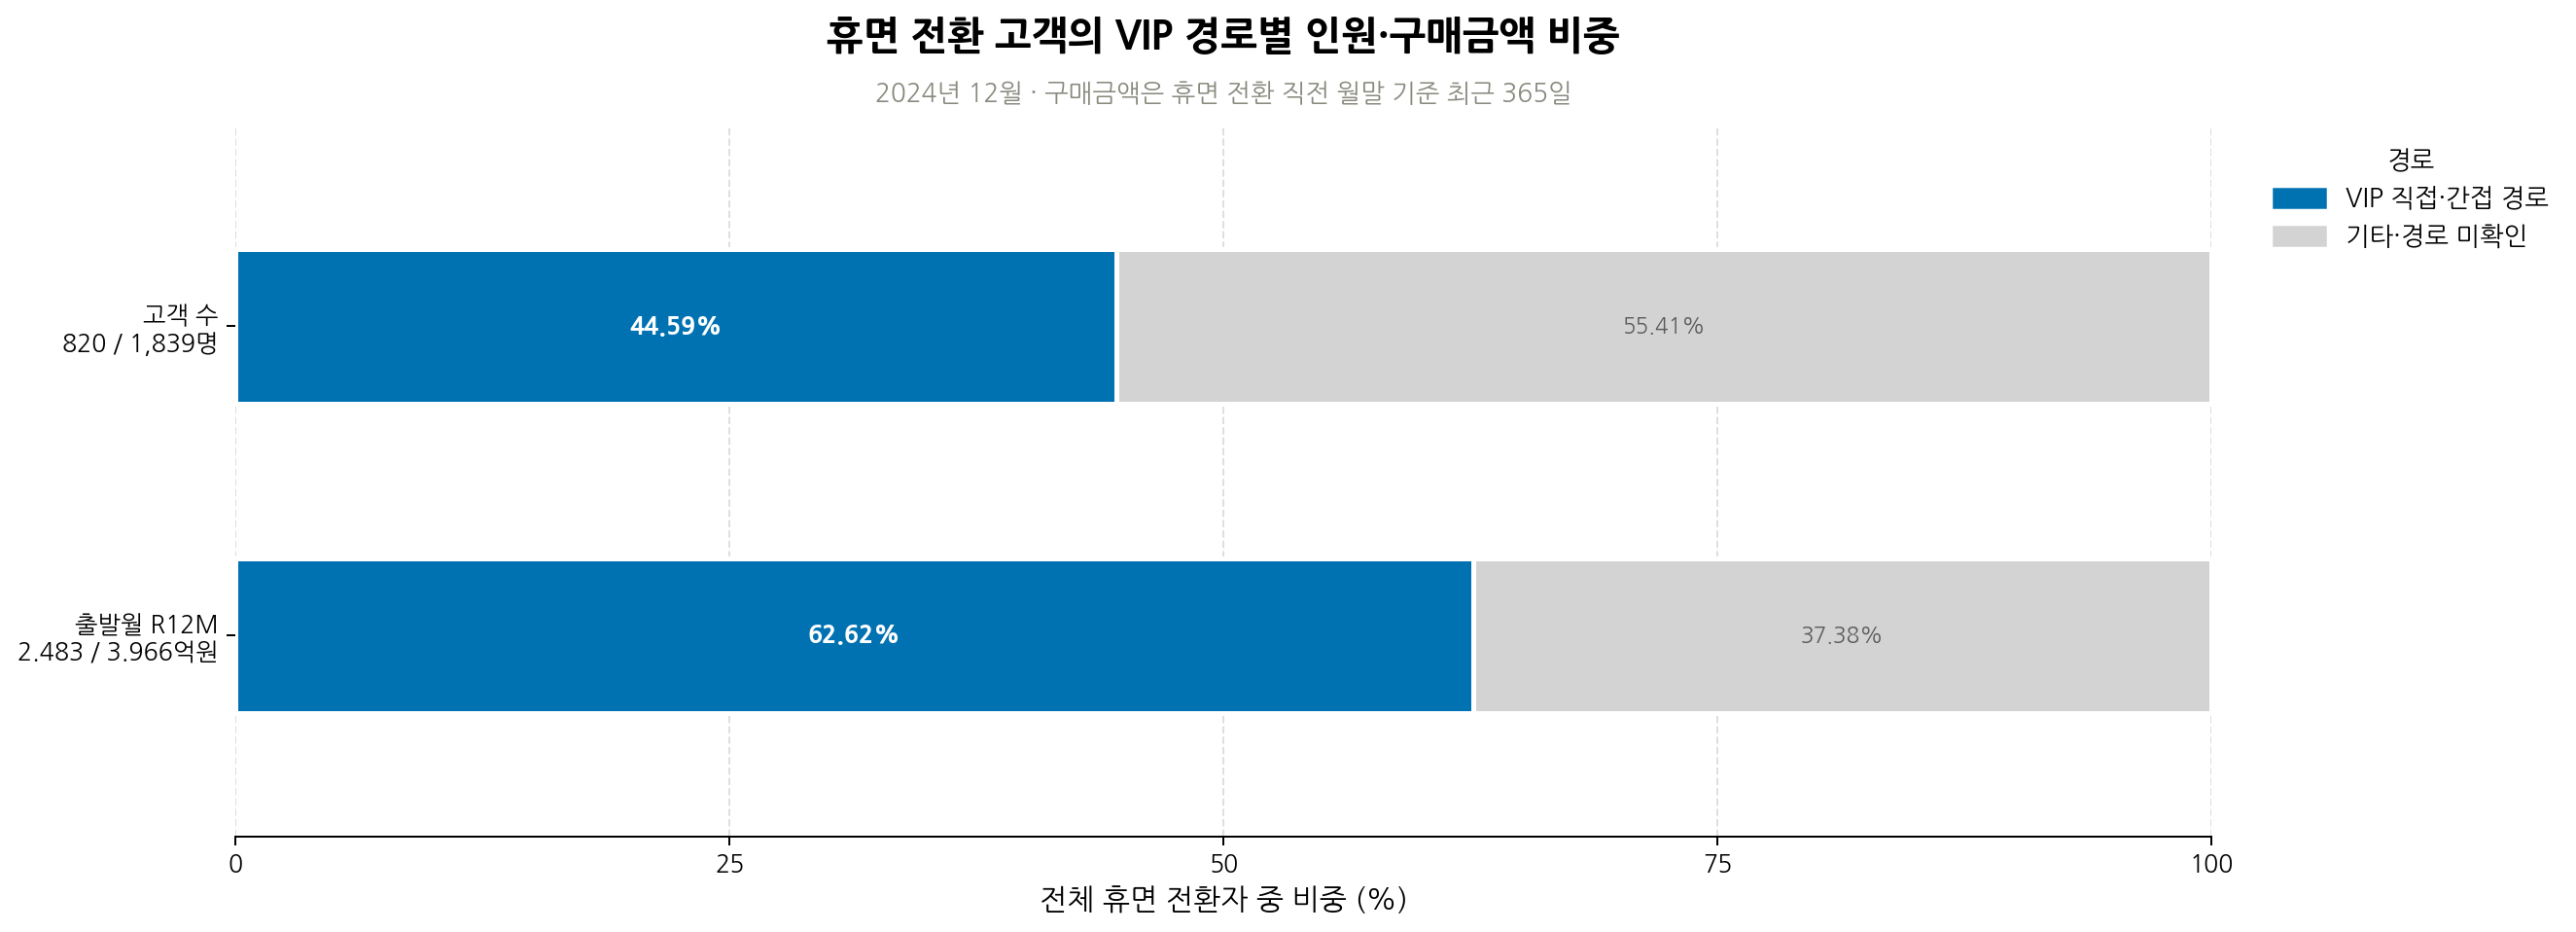 휴면 전환 고객의 VIP 경로별 인원·구매금액 비중
2024년 12월 · 구매금액은 휴면 전환 직전 월말 기준 최근 365일
경로
VIP 직접·간접 경로
기타·경로 미확인
고객 수
820 / 1,839명
44.59%
55.41%
출발월 R12M
2.483 / 3.966억원
62.62%
37.38%
0
25
50
75
100
전체 휴면 전환자 중 비중 (%)